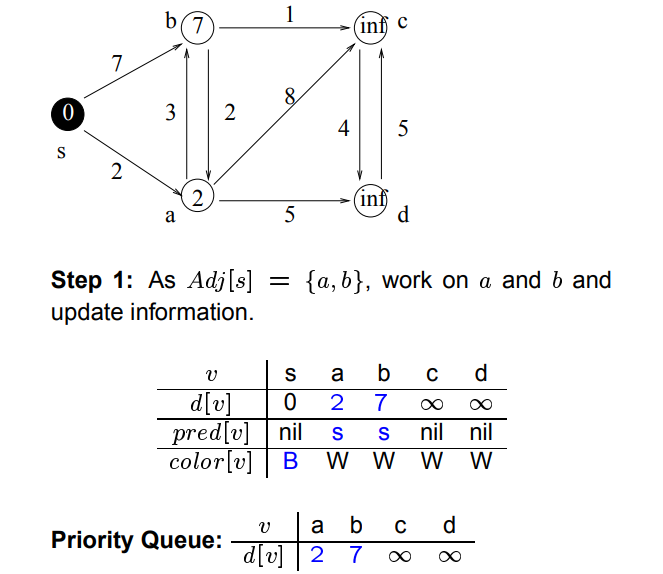 b 7 1 inf c
7
8
0 3 2 4 5
s
2
2 inf
a 5 d
Step 1: As Adj[s] = {a, b}, work on a and b and
update information.
v s a b c d
d[v] 0 2 7 ∞ ∞
pred[v] nil s s nil nil
color[v] B W W W W
v a b c d
Priority Queue:
d[v] 2 7 ∞ ∞